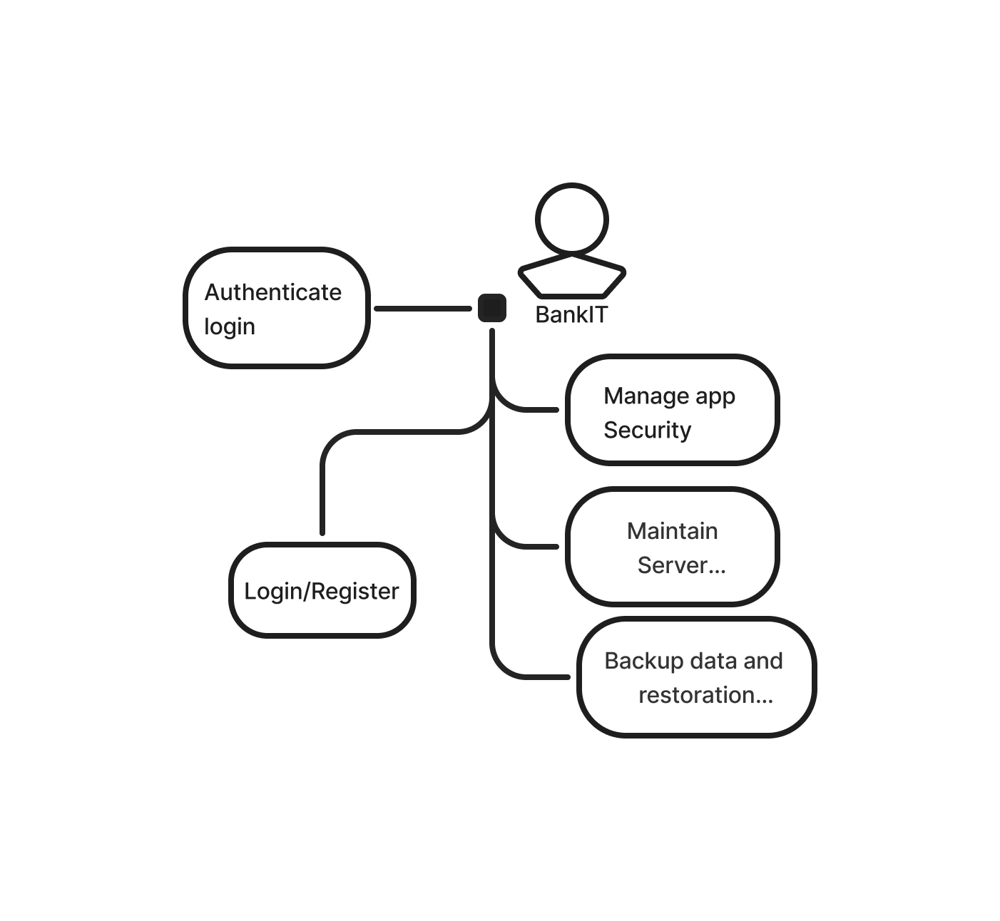 Authenticate
login
BankIT
Manage app
Security
Maintain
Server...
Login/Register
Backup data and
restoration...